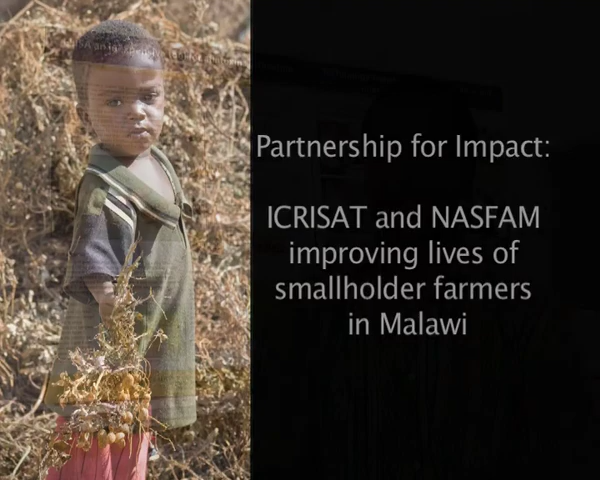 Partnership for Impact:
ICRISAT and NASFAM
improving lives of
smallholder farmers
in Malawi